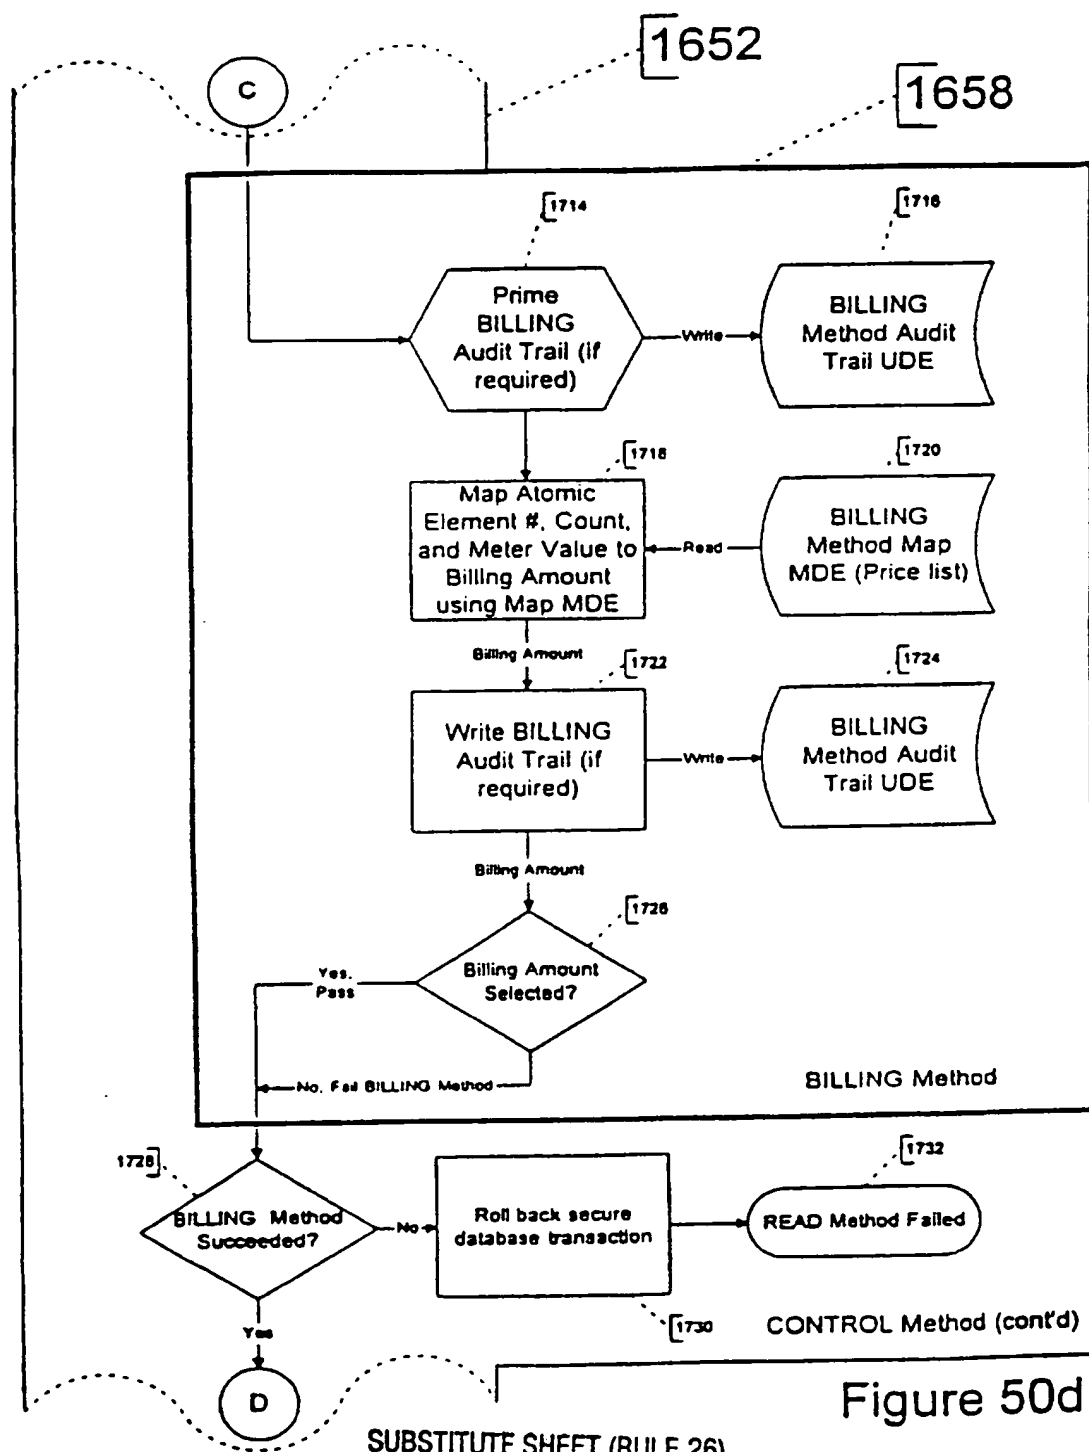 1652
C
1658
1714
1716
Prime
BILLING
Audit Trail (if
required)
Write
BILLING
Method Audit
Trail UDE
1718
1720
Map Atomic
Element #, Count,
and Meter Value to
Billing Amount
using Map MDE
Read
BILLING
Method Map
MDE (Price list)
Billing Amount
1722
1724
Write BILLING
Audit Trail (if
required)
Write
BILLING
Method Audit
Trail UDE
Billing Amount
1726
Billing Amount
Selected?
Yes,
Pass
No, Fail BILLING Method
BILLING Method
1728
1732
BILLING Method
Succeeded?
No
Roll back secure
database transaction
READ Method Failed
1730
CONTROL Method (cont'd)
Yes
D
Figure 50d
SUBSTITUTE SHEET (RULE 26)